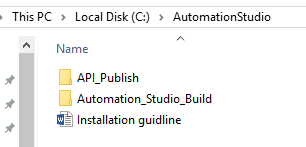 This PC > Local Disk (C:) > AutomationStudio
Name
API_Publish
Automation_Studio_Build
Installation guidline